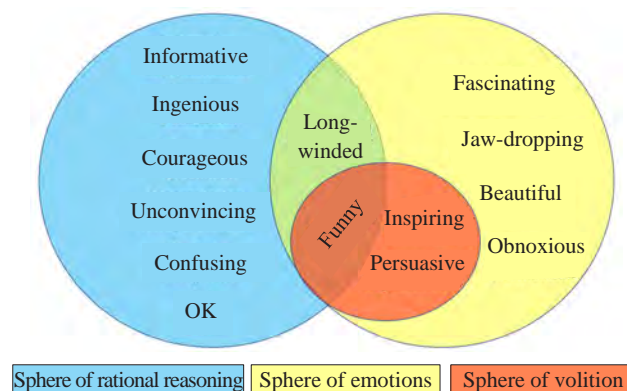 Informative
Ingenious
Courageous
Unconvincing
Confusing
OK
Long-
winded
Funny
Inspiring
Persuasive
Fascinating
Jaw-dropping
Beautiful
Obnoxious
Sphere of rational reasoning
Sphere of emotions
Sphere of volition